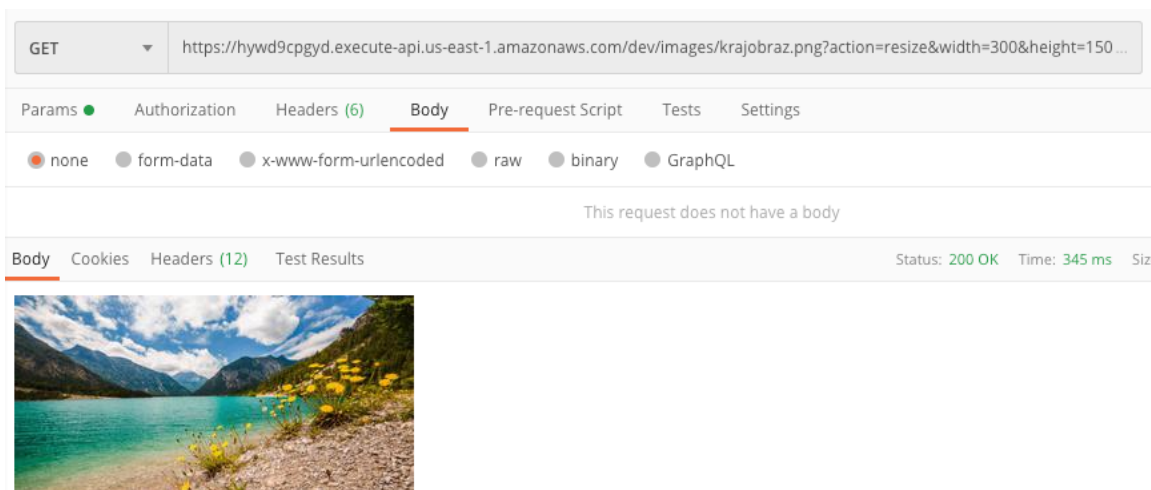 GET https://hywd9cpgyd.execute-api.us-east-1.amazonaws.com/dev/images/krajobraz.png?action=resize&width=300&height=150 ...
Params Authorization Headers (6) Body Pre-request Script Tests Settings
none form-data x-www-form-urlencoded raw binary GraphQL
This request does not have a body
Body Cookies Headers (12) Test Results Status: 200 OK Time: 345 ms Siz